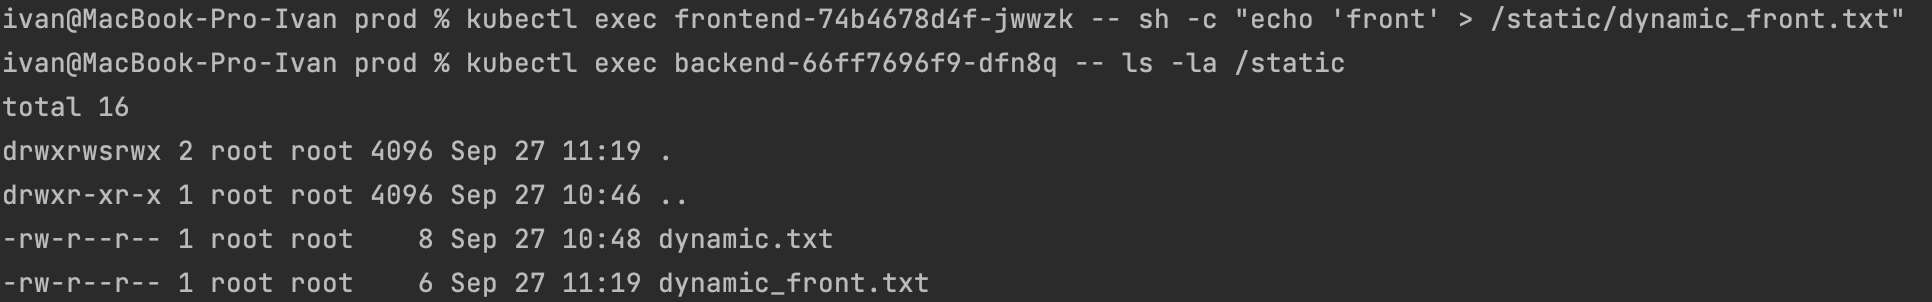 ivan@MacBook-Pro-Ivan prod % kubectl exec frontend-74b4678d4f-jwwzk -- sh -c "echo 'front' > /static/dynamic_front.txt"
ivan@MacBook-Pro-Ivan prod % kubectl exec backend-66ff7696f9-dfn8q -- ls -la /static
total 16
drwxrwsrwx 2 root root 4096 Sep 27 11:19 .
drwxr-xr-x 1 root root 4096 Sep 27 10:46 ..
-rw-r--r-- 1 root root    8 Sep 27 10:48 dynamic.txt
-rw-r--r-- 1 root root    6 Sep 27 11:19 dynamic_front.txt